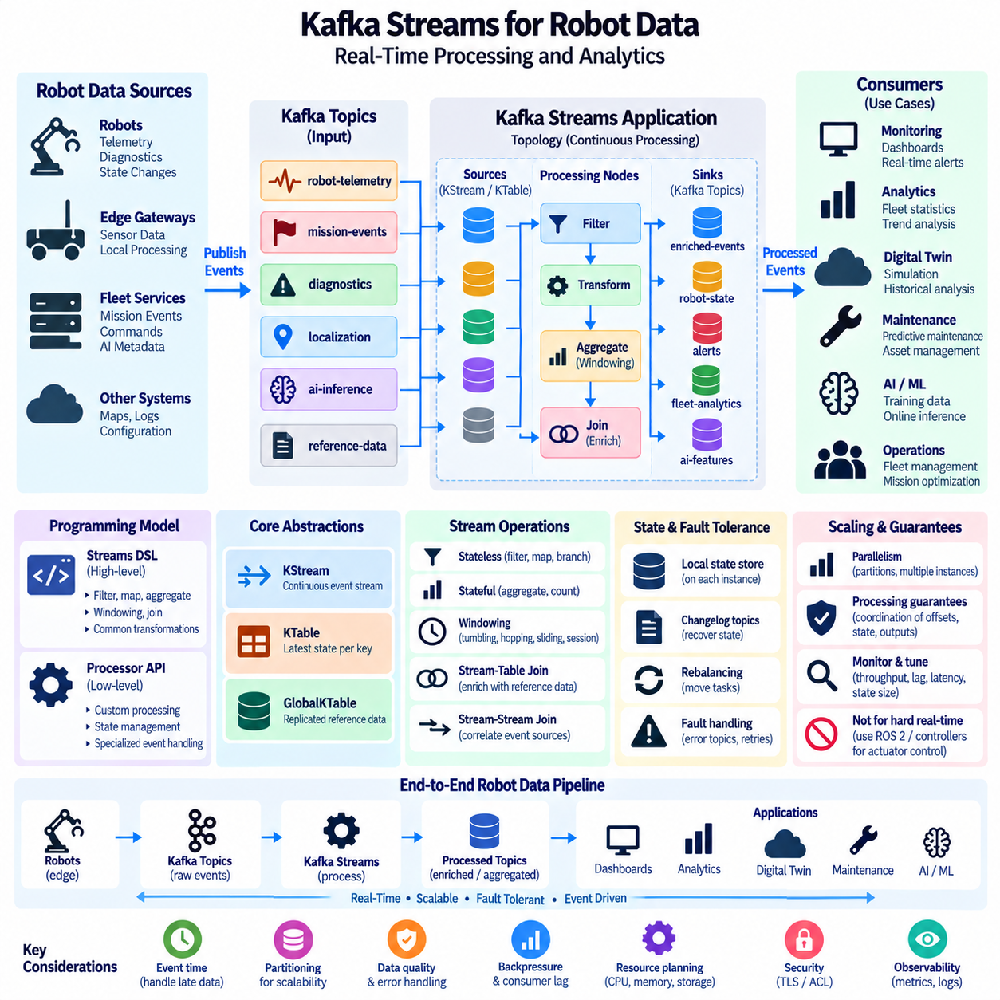 Kafka Streams for Robot Data
Real-Time Processing and Analytics
Robot Data Sources
Robots
Telemetry
Diagnostics
State Changes
Edge Gateways
Sensor Data
Local Processing
Fleet Services
Mission Events
Commands
AI Metadata
Other Systems
Maps, Logs
Configuration
Publish
Events
Kafka Topics
(Input)
robot-telemetry
mission-events
diagnostics
localization
ai-inference
reference-data
Kafka Streams Application
Topology (Continuous Processing)
Sources
(KStream / KTable)
Processing Nodes
Filter
Transform
Aggregate
(Windowing)
Join
(Enrich)
Sinks
(Kafka Topics)
enriched-events
robot-state
alerts
fleet-analytics
ai-features
Processed
Events
Consumers
(Use Cases)
Monitoring
Dashboards
Real-time alerts
Analytics
Fleet statistics
Trend analysis
Digital Twin
Simulation
Historical analysis
Maintenance
Predictive maintenance
Asset management
AI / ML
Training data
Online inference
Operations
Fleet management
Mission optimization
Programming Model
Streams DSL
(High-level)
Filter, map, aggregate
Windowing, join
Common transformations
Processor API
(Low-level)
Custom processing
State management
Specialized event handling
Core Abstractions
KStream
Continuous event stream
KTable
Latest state per key
GlobalKTable
Replicated reference data
Stream Operations
Stateless (filter, map, branch)
Stateful (aggregate, count)
Windowing
(tumbling, hopping, sliding, session)
Stream-Table Join
(enrich with reference data)
Stream-Stream Join
(correlate event sources)
State & Fault Tolerance
Local state store
(on each instance)
Changelog topics
(recover state)
Rebalancing
(move tasks)
Fault handling
(error topics, retries)
Scaling & Guarantees
Parallelism
(partitions, multiple instances)
Processing guarantees
(coordination of offsets,
state, outputs)
Monitor & tune
(throughput, lag, latency,
state size)
Not for hard real-time
(use ROS 2 / controllers
for actuator control)
End-to-End Robot Data Pipeline
Robots
(edge)
Kafka Topics
(raw events)
Kafka Streams
(process)
Processed Topics
(enriched / aggregated)
Applications
Dashboards
Analytics
Digital Twin
Maintenance
AI / ML
Real-Time • Scalable • Fault Tolerant • Event Driven
Key
Considerations
Event time
(handle late data)
Partitioning
for scalability
Data quality
& error handling
Backpressure
& consumer lag
Resource planning
(CPU, memory, storage)
Security
(TLS / ACL)
Observability
(metrics, logs)